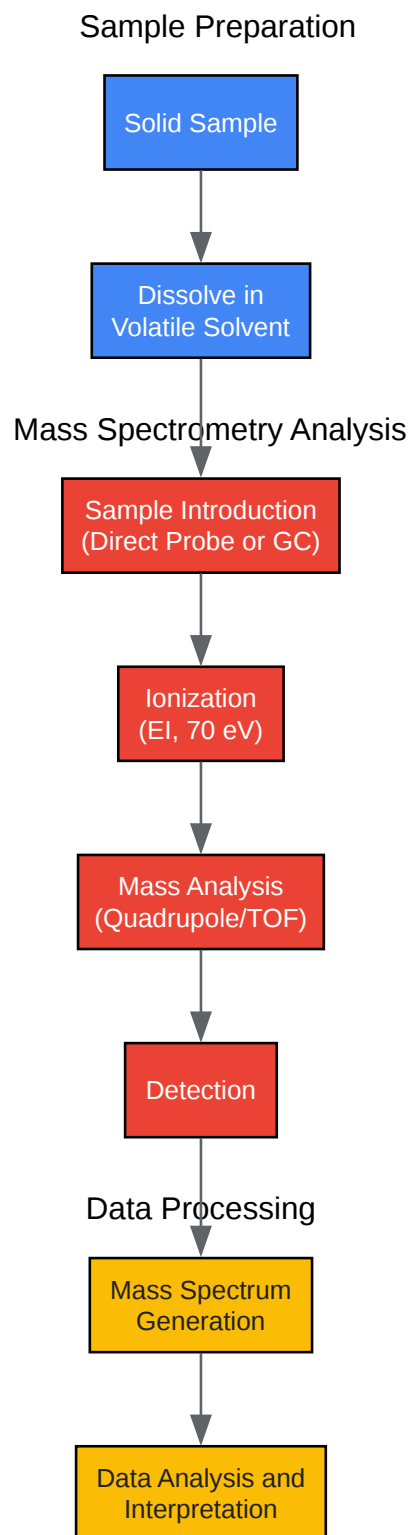 Sample Preparation
Solid Sample
Dissolve in
Volatile Solvent
Mass Spectrometry Analysis
Sample Introduction
(Direct Probe or GC)
Ionization
(EI, 70 eV)
Mass Analysis
(Quadrupole/TOF)
Detection
Data Processing
Mass Spectrum
Generation
Data Analysis and
Interpretation